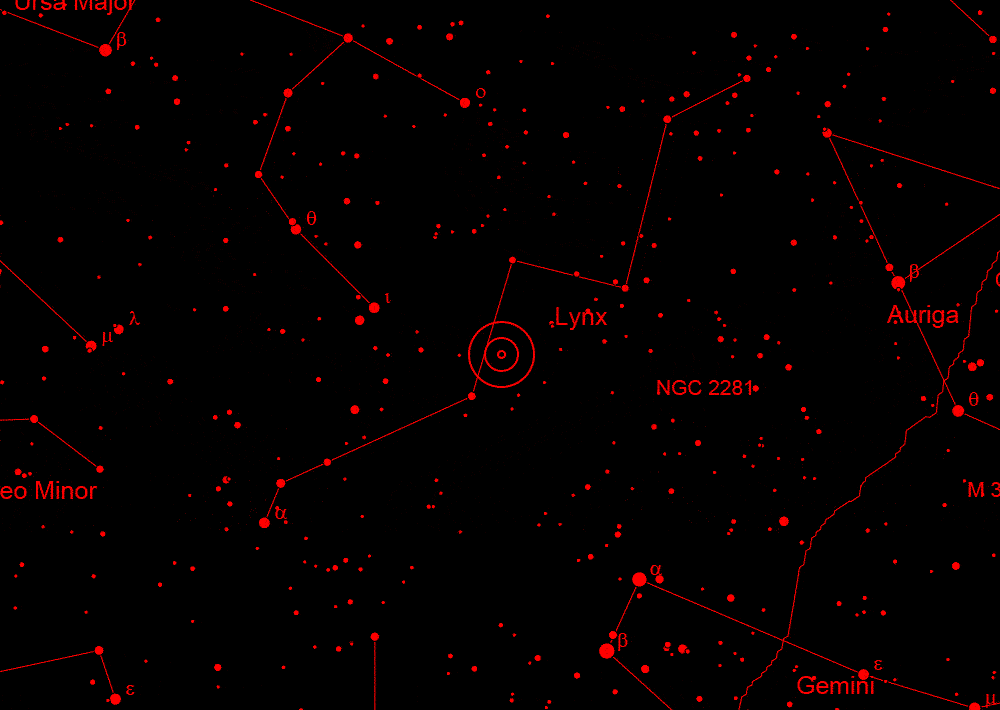 Ursa Major
β
ο
θ
β
ι
Lynx
Auriga
λ
μ
NGC 2281
θ
eo Minor
M 3
α
α
β
ε
Gemini
ε
μ